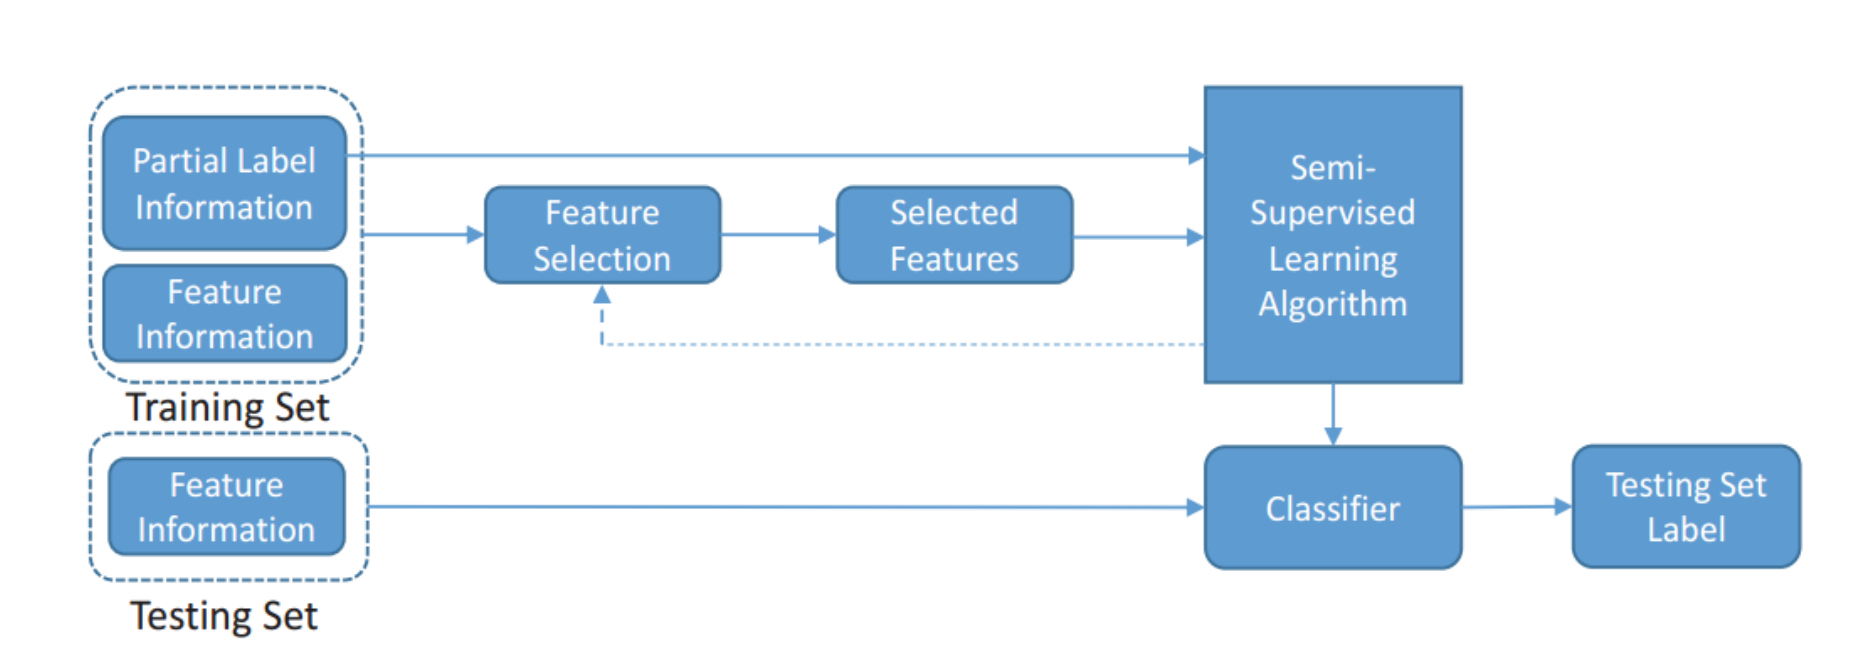 Partial Label
Information
Feature
Information
Training Set
Feature
Selection
Selected
Features
Semi-
Supervised
Learning
Algorithm
Feature
Information
Testing Set
Classifier
Testing Set
Label